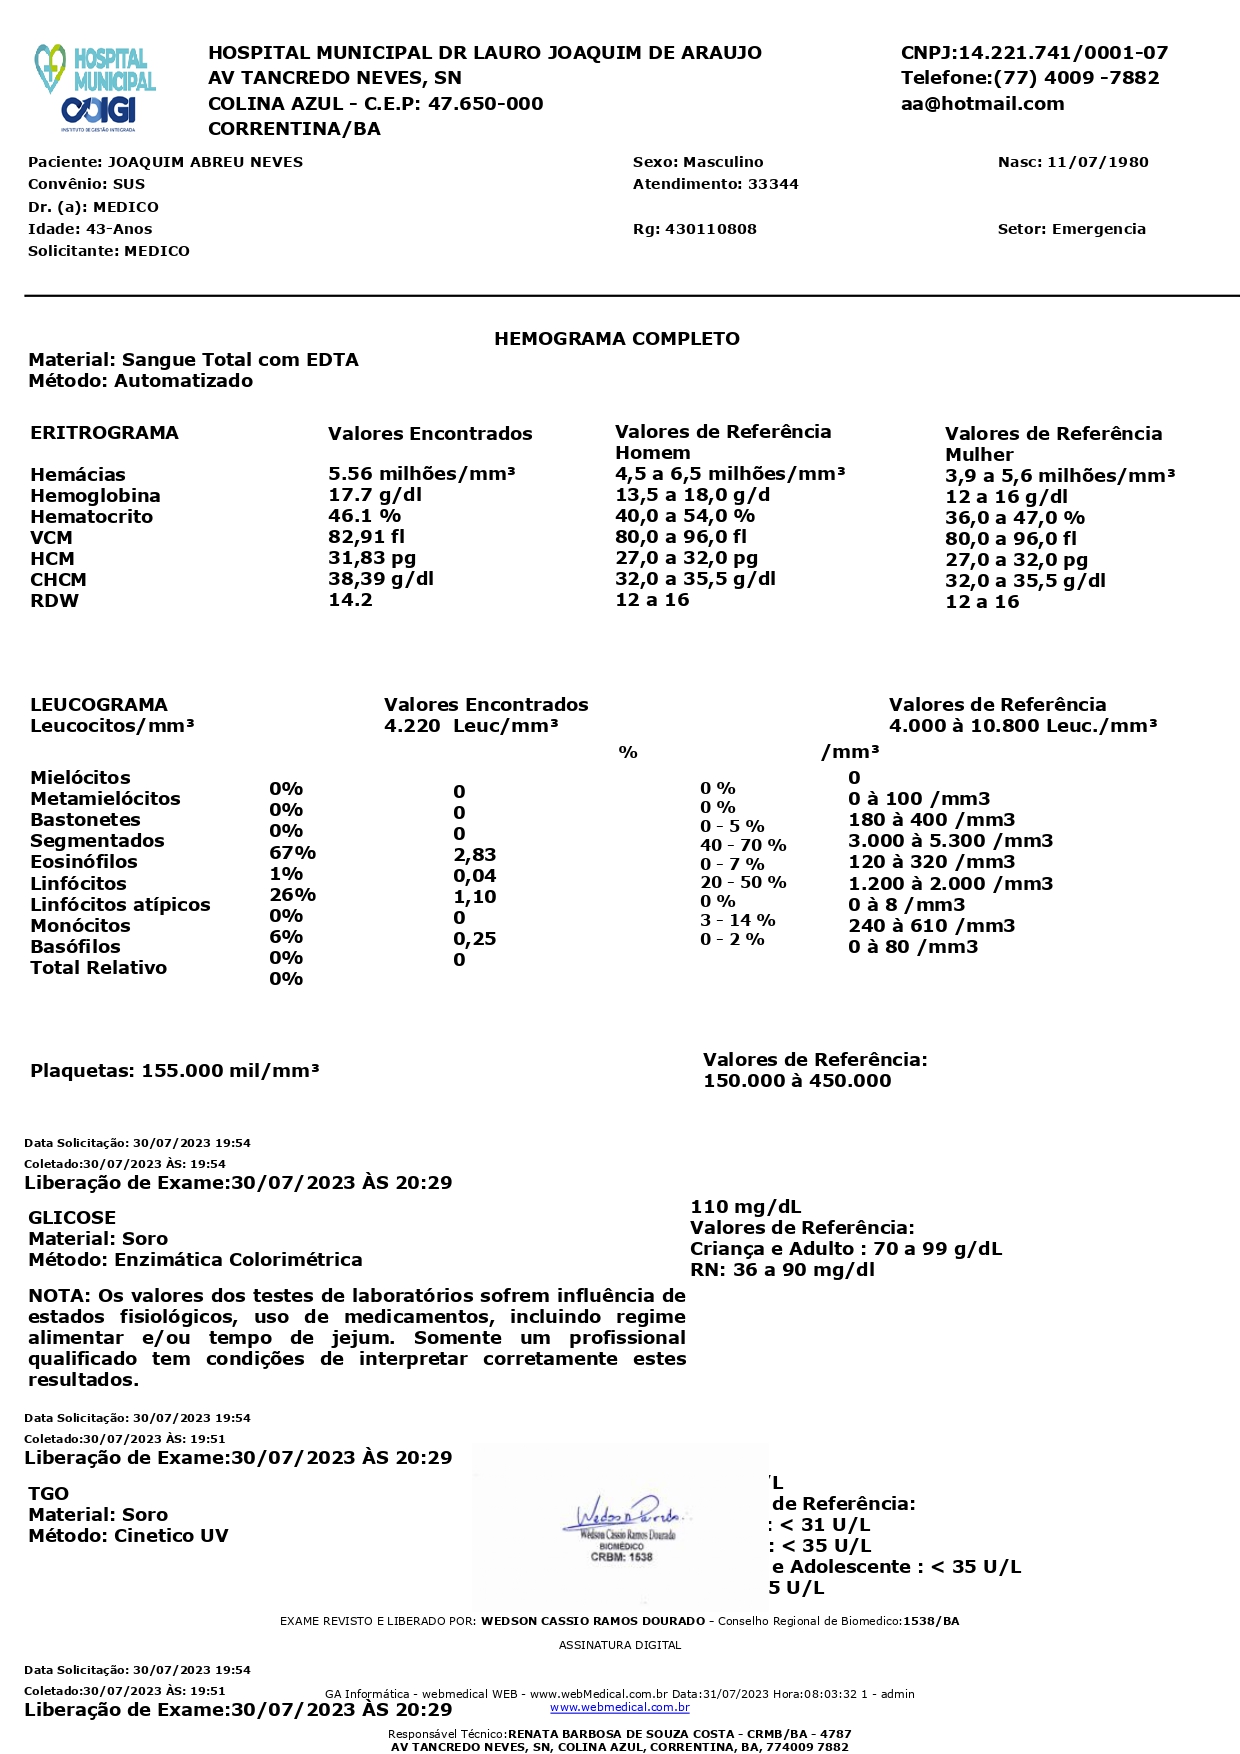 HOSPITAL
MUNICIPAL
IGI
INSTITUTO DE GESTÃO INTEGRADA
HOSPITAL MUNICIPAL DR LAURO JOAQUIM DE ARAUJO
AV TANCREDO NEVES, SN
COLINA AZUL - C.E.P: 47.650-000
CORRENTINA/BA
CNPJ:14.221.741/0001-07
Telefone:(77) 4009 -7882
aa@hotmail.com
Paciente: JOAQUIM ABREU NEVES Sexo: Masculino Nasc: 11/07/1980
Convênio: SUS Atendimento: 33344
Dr. (a): MEDICO
Idade: 43-Anos Rg: 430110808 Setor: Emergencia
Solicitante: MEDICO
HEMOGRAMA COMPLETO
Material: Sangue Total com EDTA
Método: Automatizado
ERITROGRAMA Valores Encontrados Valores de Referência Homem Valores de Referência Mulher
Hemácias 5.56 milhões/mm³ 4,5 a 6,5 milhões/mm³ 3,9 a 5,6 milhões/mm³
Hemoglobina 17.7 g/dl 13,5 a 18,0 g/d 12 a 16 g/dl
Hematocrito 46.1 % 40,0 a 54,0 % 36,0 a 47,0 %
VCM 82,91 fl 80,0 a 96,0 fl 80,0 a 96,0 fl
HCM 31,83 pg 27,0 a 32,0 pg 27,0 a 32,0 pg
CHCM 38,39 g/dl 32,0 a 35,5 g/dl 32,0 a 35,5 g/dl
RDW 14.2 12 a 16 12 a 16
LEUCOGRAMA Valores Encontrados Valores de Referência
Leucocitos/mm³ 4.220 Leuc/mm³ 4.000 à 10.800 Leuc./mm³
% /mm³
Mielócitos 0% 0 0 % 0
Metamielócitos 0% 0 0 % 0 à 100 /mm3
Bastonetes 0% 0 0 - 5 % 180 à 400 /mm3
Segmentados 67% 2,83 40 - 70 % 3.000 à 5.300 /mm3
Eosinófilos 1% 0,04 0 - 7 % 120 à 320 /mm3
Linfócitos 26% 1,10 20 - 50 % 1.200 à 2.000 /mm3
Linfócitos atípicos 0% 0 0 % 0 à 8 /mm3
Monócitos 6% 0,25 3 - 14 % 240 à 610 /mm3
Basófilos 0% 0 0 - 2 % 0 à 80 /mm3
Total Relativo 0%
Plaquetas: 155.000 mil/mm³
Valores de Referência:
150.000 à 450.000
Data Solicitação: 30/07/2023 19:54
Coletado:30/07/2023 ÀS: 19:54
Liberação de Exame:30/07/2023 ÀS 20:29
GLICOSE
Material: Soro
Método: Enzimática Colorimétrica
110 mg/dL
Valores de Referência:
Criança e Adulto : 70 a 99 g/dL
RN: 36 a 90 mg/dl
NOTA: Os valores dos testes de laboratórios sofrem influência de
estados fisiológicos, uso de medicamentos, incluindo regime
alimentar e/ou tempo de jejum. Somente um profissional
qualificado tem condições de interpretar corretamente estes
resultados.
Data Solicitação: 30/07/2023 19:54
Coletado:30/07/2023 ÀS: 19:51
Liberação de Exame:30/07/2023 ÀS 20:29
TGO
Material: Soro
Método: Cinetico UV
Wedson Cassio Ramos Dourado
BIOMÉDICO
CRBM: 1538
/L
de Referência:
: < 31 U/L
: < 35 U/L
e Adolescente : < 35 U/L
5 U/L
EXAME REVISTO E LIBERADO POR: WEDSON CASSIO RAMOS DOURADO - Conselho Regional de Biomedico:1538/BA
ASSINATURA DIGITAL
Data Solicitação: 30/07/2023 19:54
Coletado:30/07/2023 ÀS: 19:51
Liberação de Exame:30/07/2023 ÀS 20:29
GA Informática - webmedical WEB - www.webMedical.com.br Data:31/07/2023 Hora:08:03:32 1 - admin
www.webmedical.com.br
Responsável Técnico:RENATA BARBOSA DE SOUZA COSTA - CRMB/BA - 4787
AV TANCREDO NEVES, SN, COLINA AZUL, CORRENTINA, BA, 774009 7882